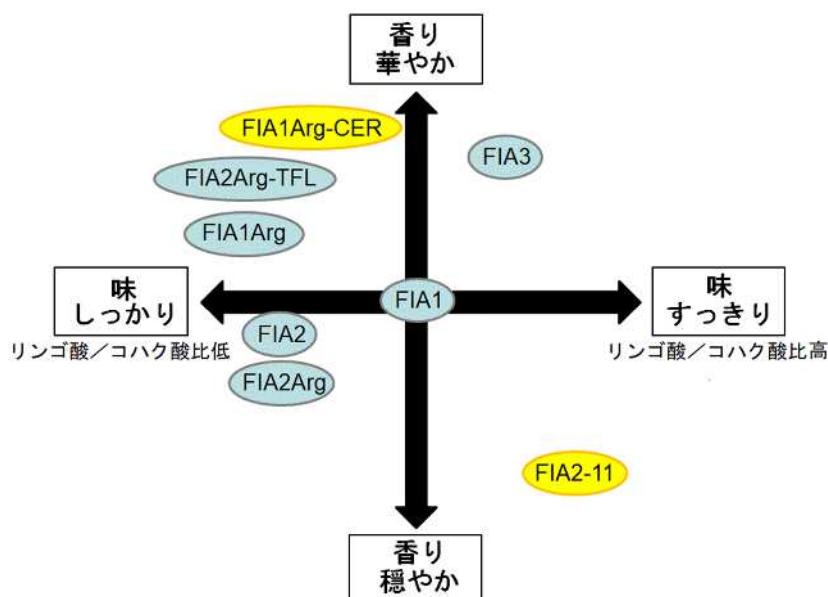 香り
華やか
FIA1Arg-CER
FIA3
FIA2Arg-TFL
FIA1Arg
味
しっかり
リンゴ酸／コハク酸比低
FIA1
味
すっきり
リンゴ酸／コハク酸比高
FIA2
FIA2Arg
FIA2-11
香り
穏やか